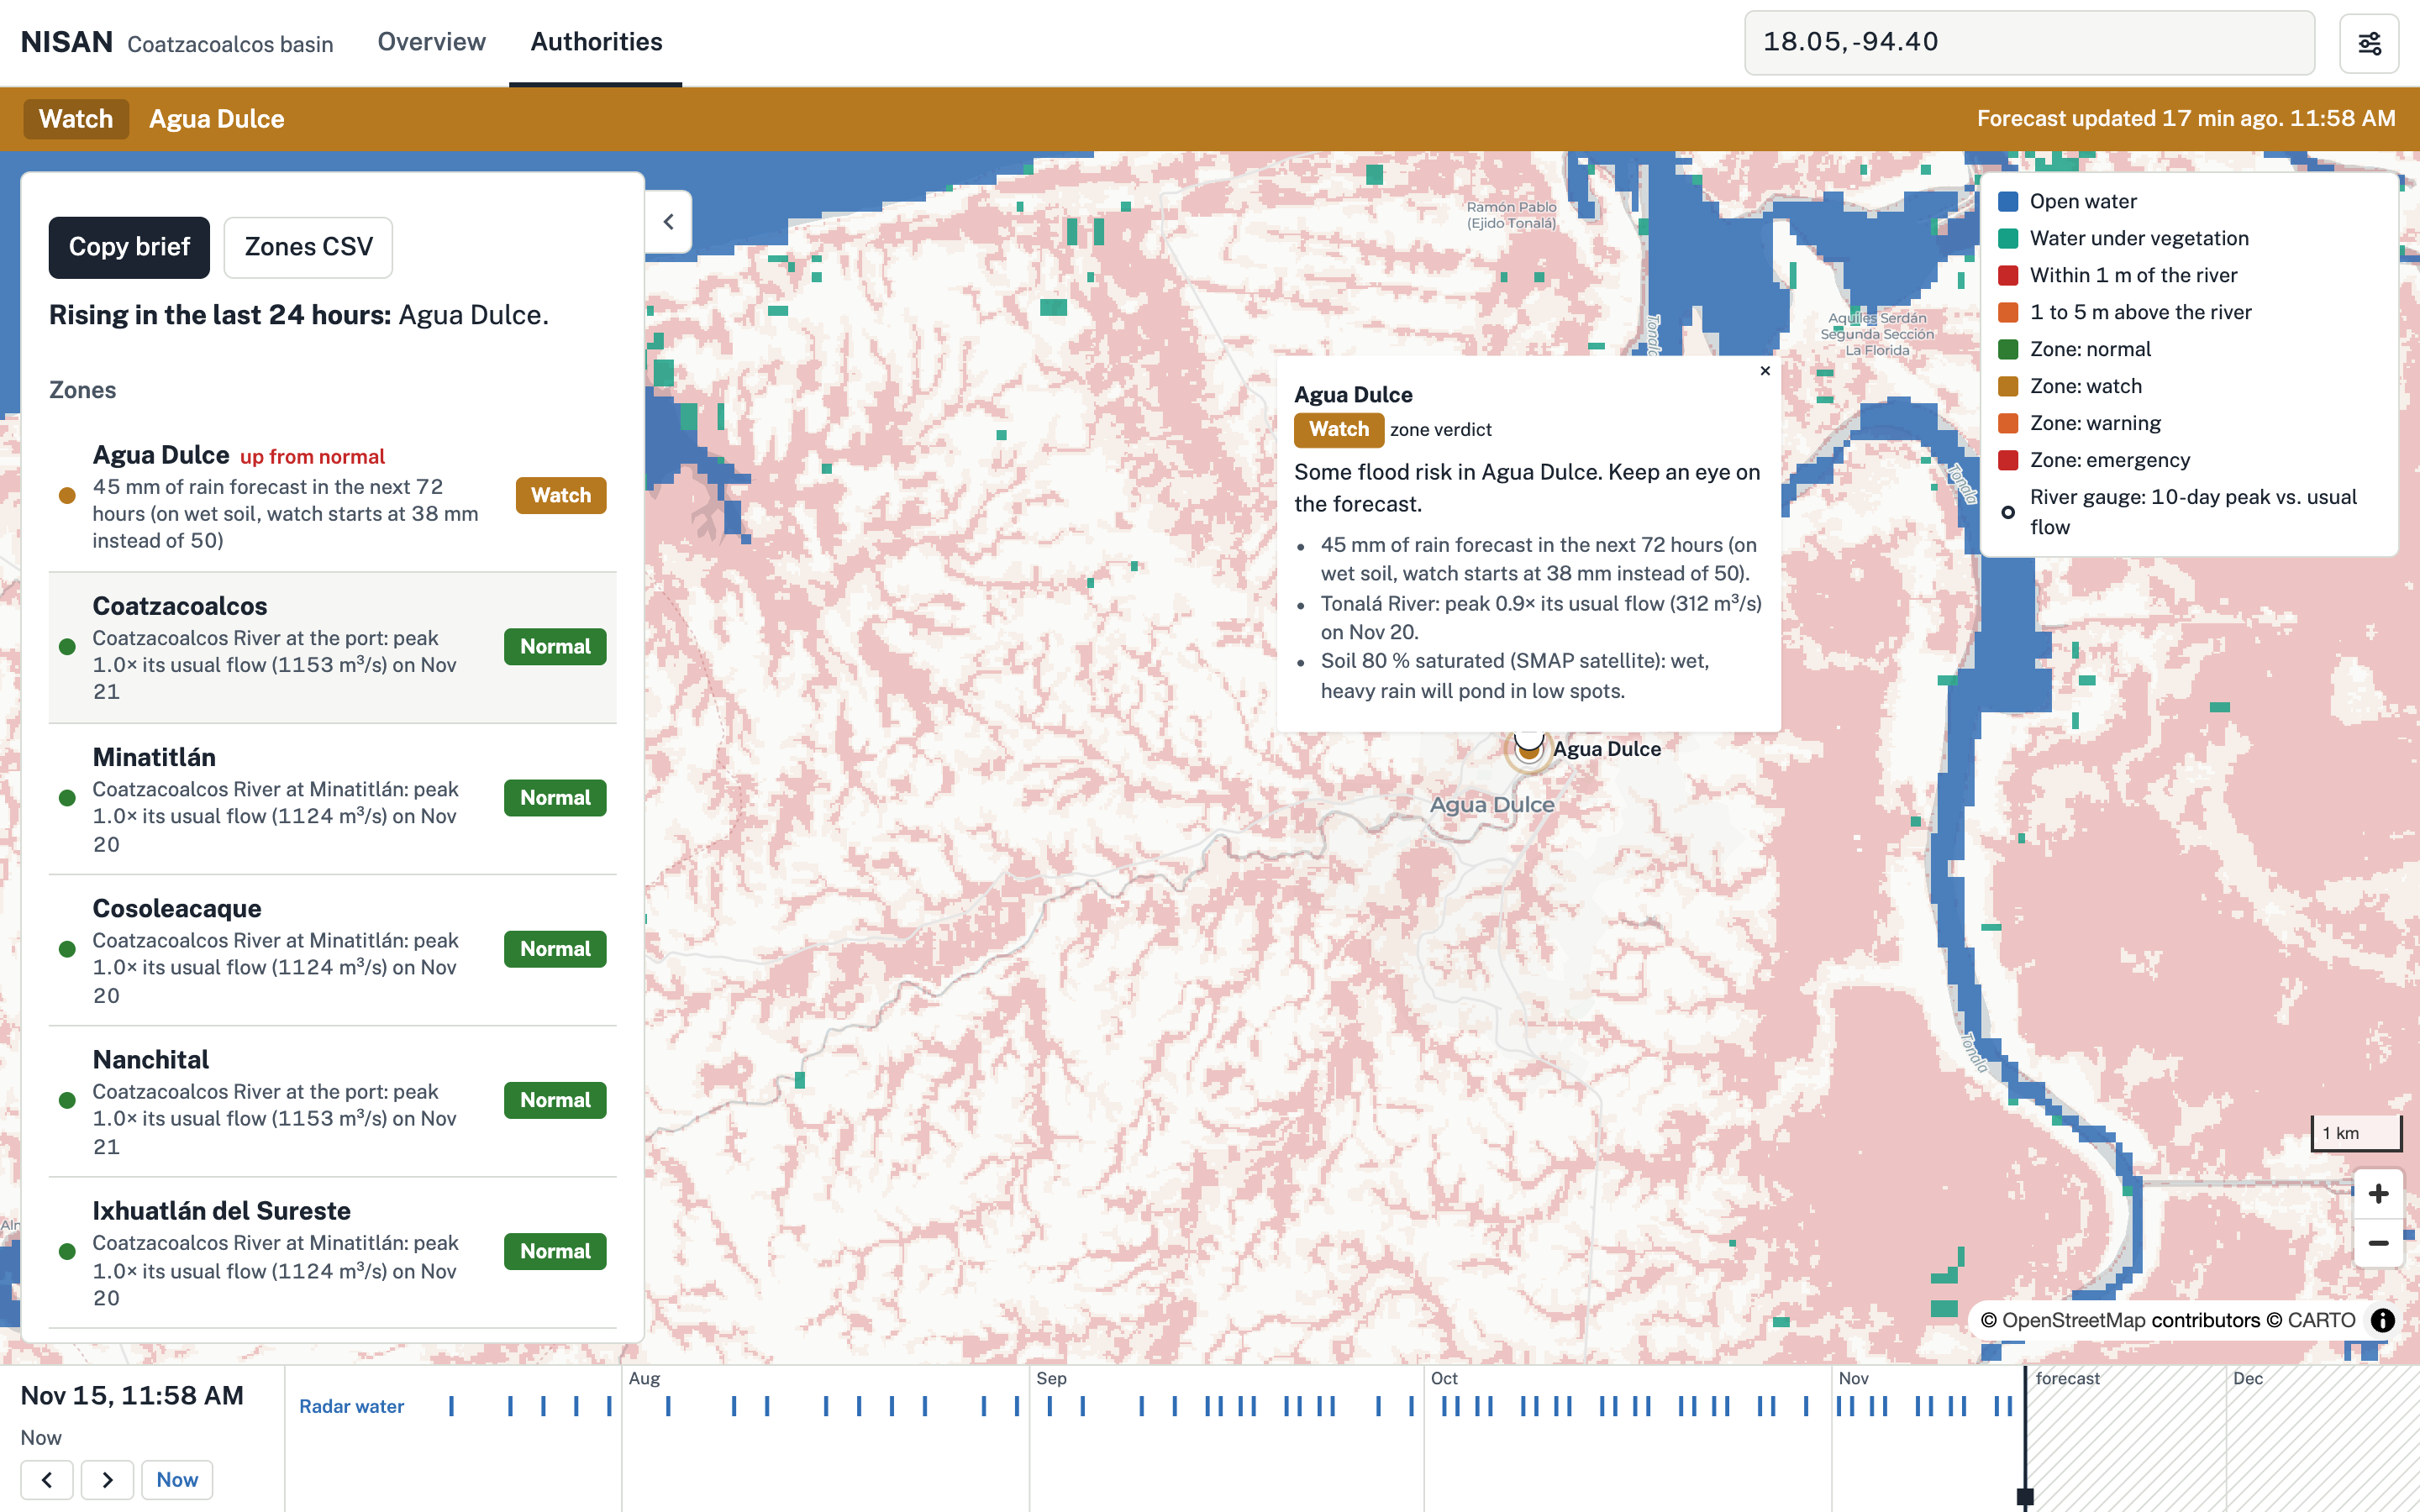 NISAN Coatzacoalcos basin Overview Authorities
18.05,-94.40
Watch Agua Dulce
Forecast updated 17 min ago. 11:58 AM
Copy brief Zones CSV
Rising in the last 24 hours: Agua Dulce.
Zones
Agua Dulce up from normal
45 mm of rain forecast in the next 72
hours (on wet soil, watch starts at 38 mm
instead of 50)
Watch
Coatzacoalcos
Coatzacoalcos River at the port: peak
1.0× its usual flow (1153 m³/s) on Nov
21
Normal
Minatitlán
Coatzacoalcos River at Minatitlán: peak
1.0× its usual flow (1124 m³/s) on Nov
20
Normal
Cosoleacaque
Coatzacoalcos River at Minatitlán: peak
1.0× its usual flow (1124 m³/s) on Nov
20
Normal
Nanchital
Coatzacoalcos River at the port: peak
1.0× its usual flow (1153 m³/s) on Nov
21
Normal
Ixhuatlán del Sureste
Coatzacoalcos River at Minatitlán: peak
1.0× its usual flow (1124 m³/s) on Nov
20
Normal
Ramón Pablo
(Ejido Tonalá)
Aquiles Serdán
Segunda Sección
La Florida
Tonalá
Tonalá
Tonalá
Agua Dulce
Watch zone verdict
Some flood risk in Agua Dulce. Keep an eye on
the forecast.
• 45 mm of rain forecast in the next 72 hours (on
wet soil, watch starts at 38 mm instead of 50).
• Tonalá River: peak 0.9× its usual flow (312 m³/s)
on Nov 20.
• Soil 80 % saturated (SMAP satellite): wet,
heavy rain will pond in low spots.
Agua Dulce
Agua Dulce
Open water
Water under vegetation
Within 1 m of the river
1 to 5 m above the river
Zone: normal
Zone: watch
Zone: warning
Zone: emergency
River gauge: 10-day peak vs. usual
flow
1 km
© OpenStreetMap contributors © CARTO
Nov 15, 11:58 AM
Now
Now
Radar water
Aug
Sep
Oct
Nov
forecast
Dec